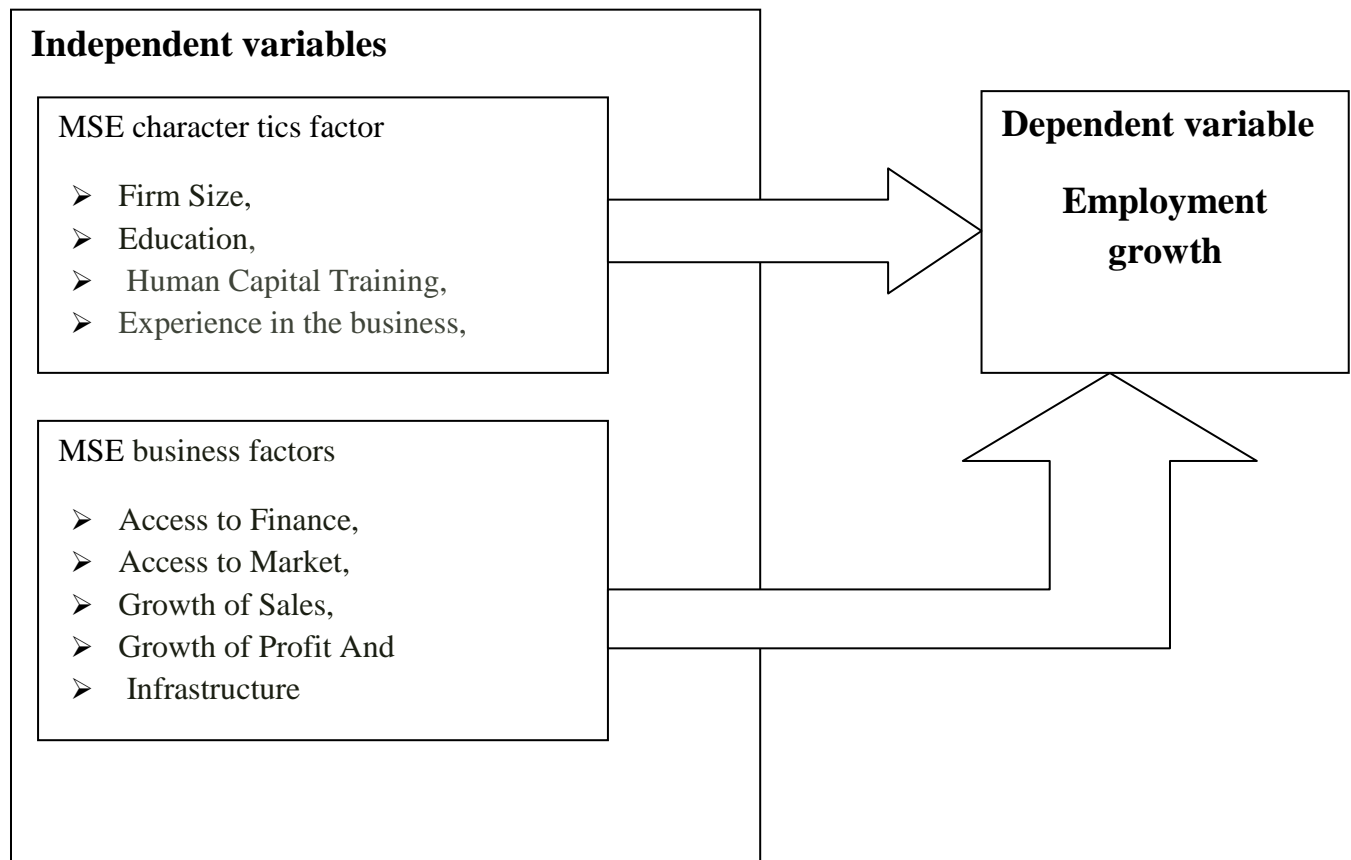 Independent variables
MSE character tics factor
➢ Firm Size,
➢ Education,
➢ Human Capital Training,
➢ Experience in the business,
MSE business factors
➢ Access to Finance,
➢ Access to Market,
➢ Growth of Sales,
➢ Growth of Profit And
➢ Infrastructure
Dependent variable
Employment
growth